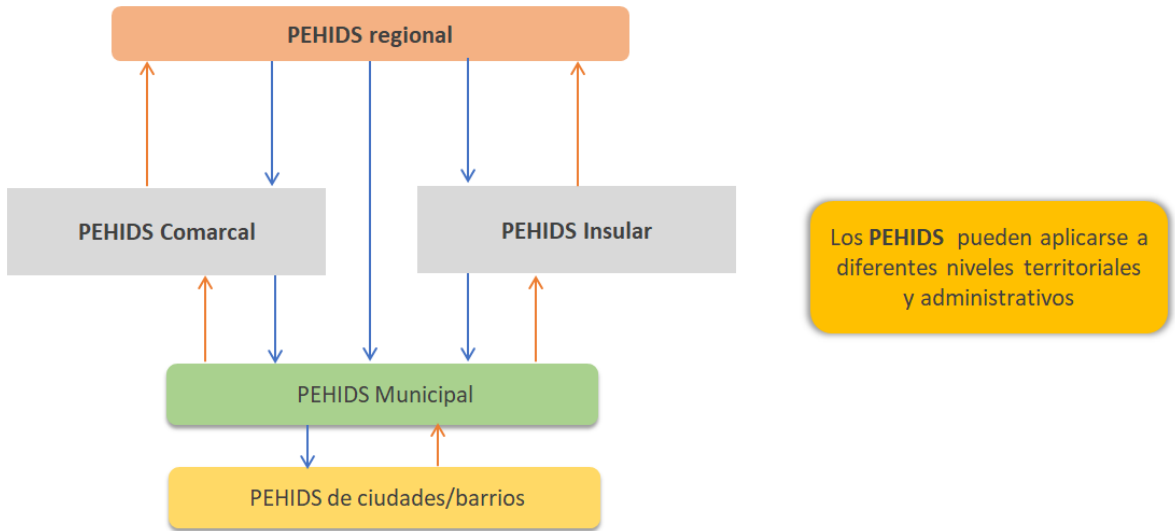 PEHIDS regional
PEHIDS Comarcal
PEHIDS Insular
Los PEHIDS pueden aplicarse a
diferentes niveles territoriales
y administrativos
PEHIDS Municipal
PEHIDS de ciudades/barrios